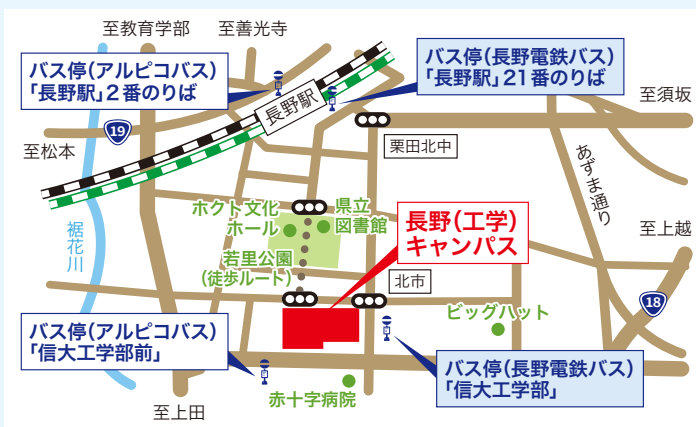 至教育学部
至善光寺
バス停(アルピコバス)
「長野駅」2番のりば
バス停(長野電鉄バス)
「長野駅」21番のりば
長野駅
至須坂
19
至松本
栗田北中
あずま通り
ホクト文化
ホール
県立
図書館
長野(工学)
キャンパス
裾花川
至上越
若里公園
(徒歩ルート)
北市
18
ビッグハット
バス停(アルピコバス)
「信大工学部前」
バス停(長野電鉄バス)
「信大工学部」
赤十字病院
至上田